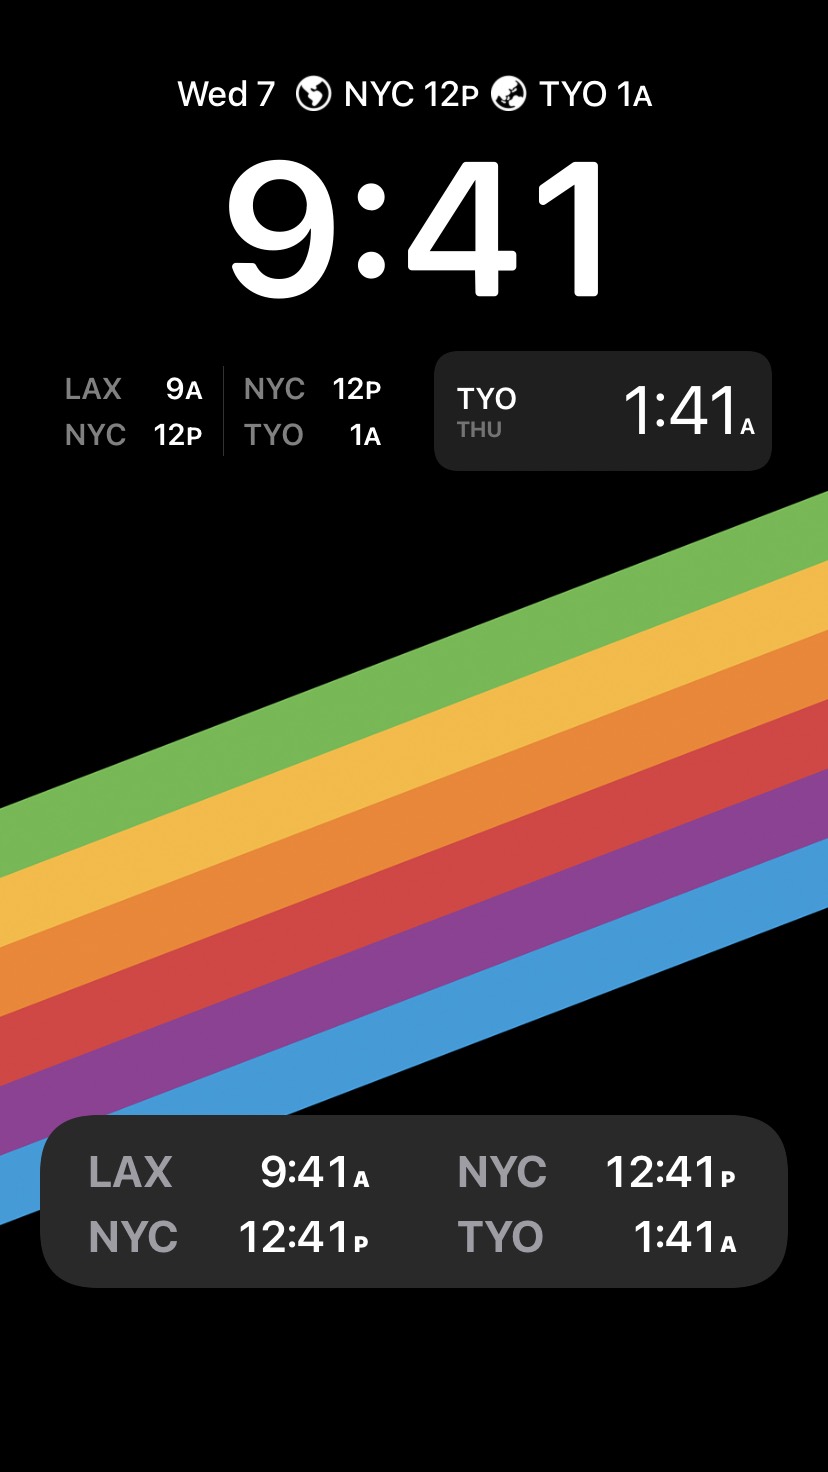 Wed 7 NYC 12P TYO 1A
9:41
LAX 9A NYC 12P
NYC 12P TYO 1A
TYO 1:41A
THU
LAX 9:41A NYC 12:41P
NYC 12:41P TYO 1:41A